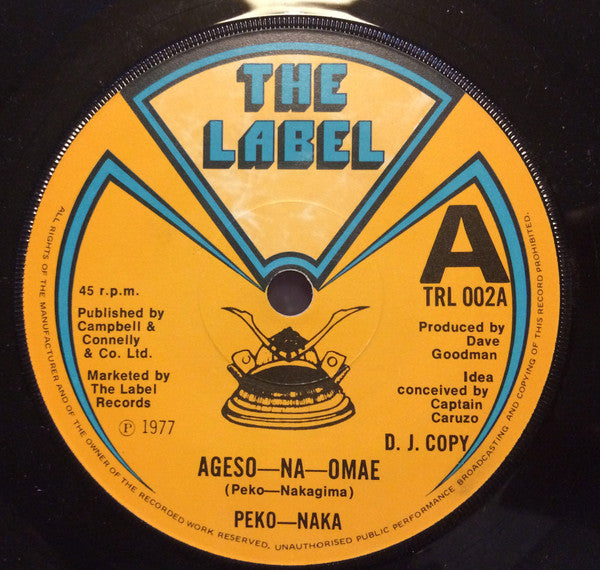 THE
LABEL
A
TRL 002A
45 r.p.m.
Published by
Campbell &
Connelly
& Co. Ltd.
Marketed by
The Label
Records
Ⓟ 1977
Produced by
Dave
Goodman
Idea
conceived by
Captain
Caruzo
D. J. COPY
AGESO—NA—OMAE
(Peko—Nakagima)
PEKO—NAKA
ALL RIGHTS OF THE MANUFACTURER AND OF THE OWNER OF THE RECORDED WORK RESERVED, UNAUTHORISED PUBLIC PERFORMANCE BROADCASTING AND COPYING OF THIS RECORD PROHIBITED.